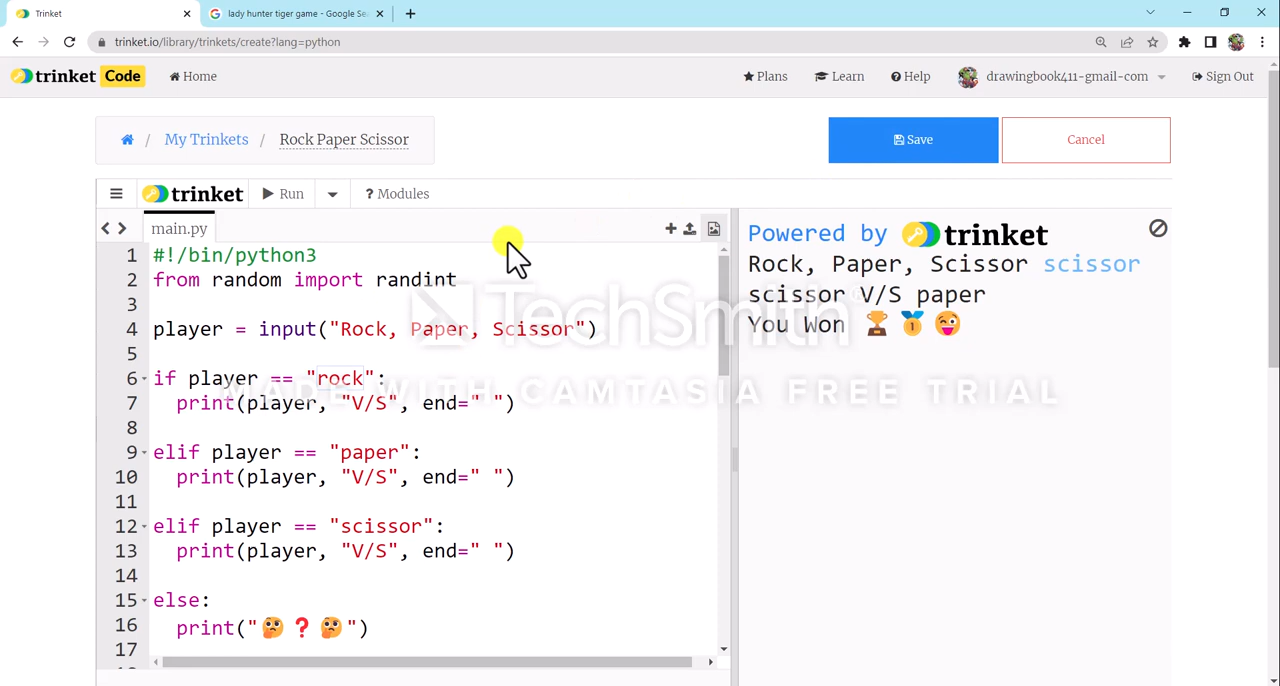 Trinket
lady hunter tiger game - Google Se
trinket.io/library/trinkets/create?lang=python
trinket Code Home Plans Learn Help drawingbook411-gmail-com Sign Out
/ My Trinkets / Rock Paper Scissor Save Cancel
trinket Run ? Modules
main.py
1 #!/bin/python3
2 from random import randint
3
4 player = input("Rock, Paper, Scissor")
5
6 if player == "rock":
7 print(player, "V/S", end=" ")
8
9 elif player == "paper":
10 print(player, "V/S", end=" ")
11
12 elif player == "scissor":
13 print(player, "V/S", end=" ")
14
15 else:
16 print("🤔❓🤔")
17
Powered by trinket
Rock, Paper, Scissor scissor
scissor V/S paper
You Won 🏆🥇😜
TechSmith
MADE WITH CAMTASIA FREE TRIAL